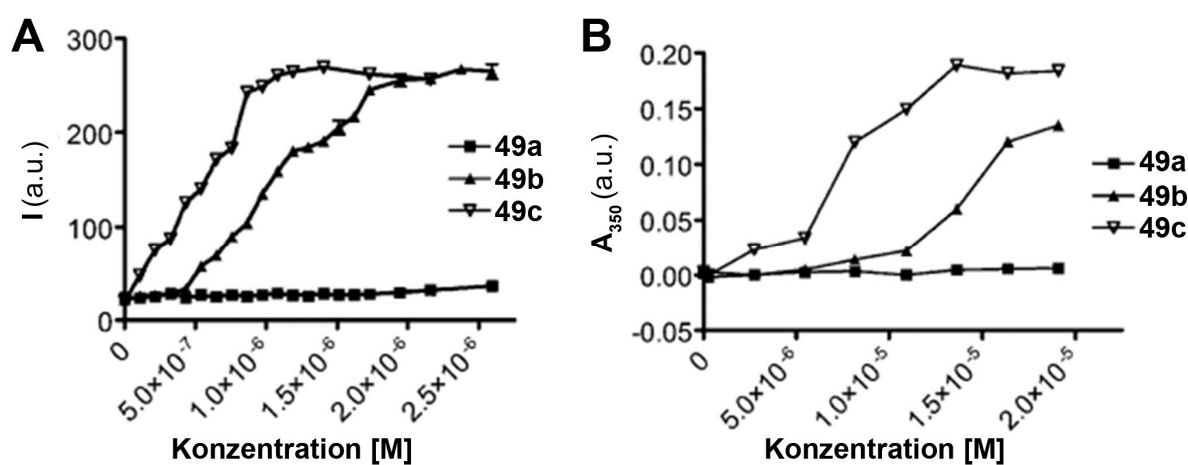 A
300
200
100
0
I (a.u.)
49a
49b
49c
0
5.0×10-7
1.0×10-6
1.5×10-6
2.0×10-6
2.5×10-6
Konzentration [M]
B
0.20
0.15
0.10
0.05
0.00
-0.05
A350 (a.u.)
49a
49b
49c
0
5.0×10-6
1.0×10-5
1.5×10-5
2.0×10-5
Konzentration [M]